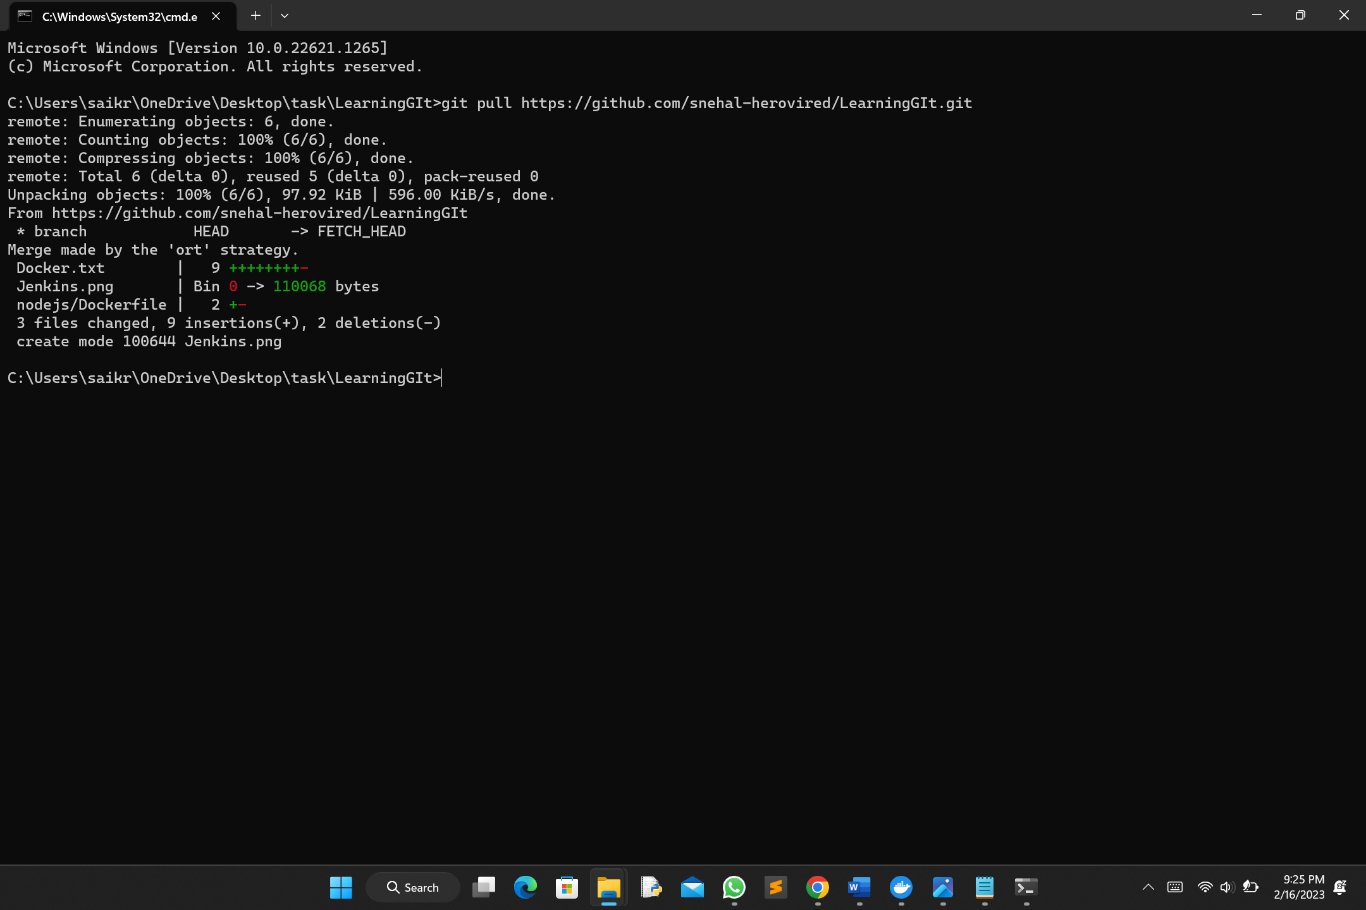 C:\Windows\System32\cmd.e
Microsoft Windows [Version 10.0.22621.1265]
(c) Microsoft Corporation. All rights reserved.
C:\Users\saikr\OneDrive\Desktop\task\LearningGIt>git pull https://github.com/snehal-herovired/LearningGIt.git
remote: Enumerating objects: 6, done.
remote: Counting objects: 100% (6/6), done.
remote: Compressing objects: 100% (6/6), done.
remote: Total 6 (delta 0), reused 5 (delta 0), pack-reused 0
Unpacking objects: 100% (6/6), 97.92 KiB | 596.00 KiB/s, done.
From https://github.com/snehal-herovired/LearningGIt
 * branch            HEAD       -> FETCH_HEAD
Merge made by the 'ort' strategy.
 Docker.txt        |   9 ++++++++-
 Jenkins.png       | Bin 0 -> 110068 bytes
 nodejs/Dockerfile |   2 +-
 3 files changed, 9 insertions(+), 2 deletions(-)
 create mode 100644 Jenkins.png
C:\Users\saikr\OneDrive\Desktop\task\LearningGIt>
Search
9:25 PM
2/16/2023